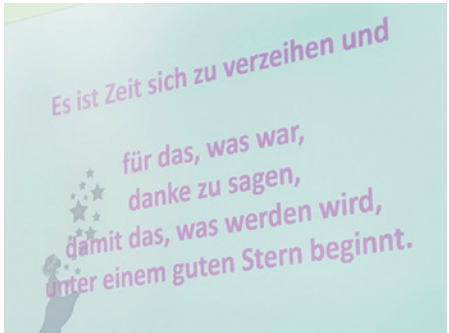 Es ist Zeit sich zu verzeihen und
für das, was war,
danke zu sagen,
damit das, was werden wird,
unter einem guten Stern beginnt.